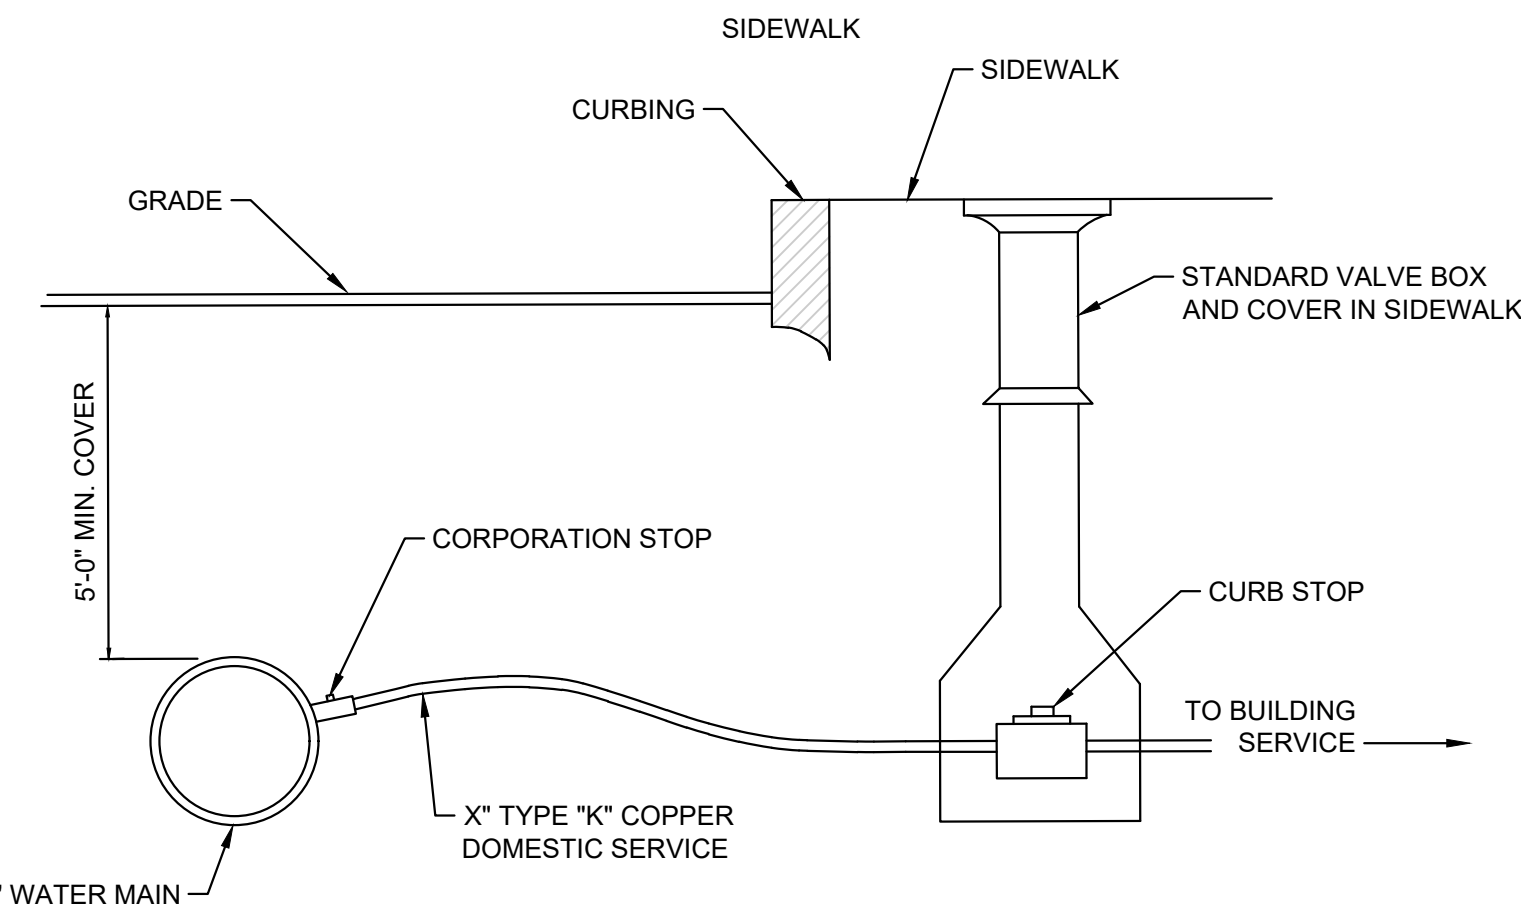 SIDEWALK
SIDEWALK
CURBING
GRADE
STANDARD VALVE BOX
AND COVER IN SIDEWALK
5'-0" MIN. COVER
CORPORATION STOP
CURB STOP
TO BUILDING
SERVICE
X" TYPE "K" COPPER
DOMESTIC SERVICE
" WATER MAIN